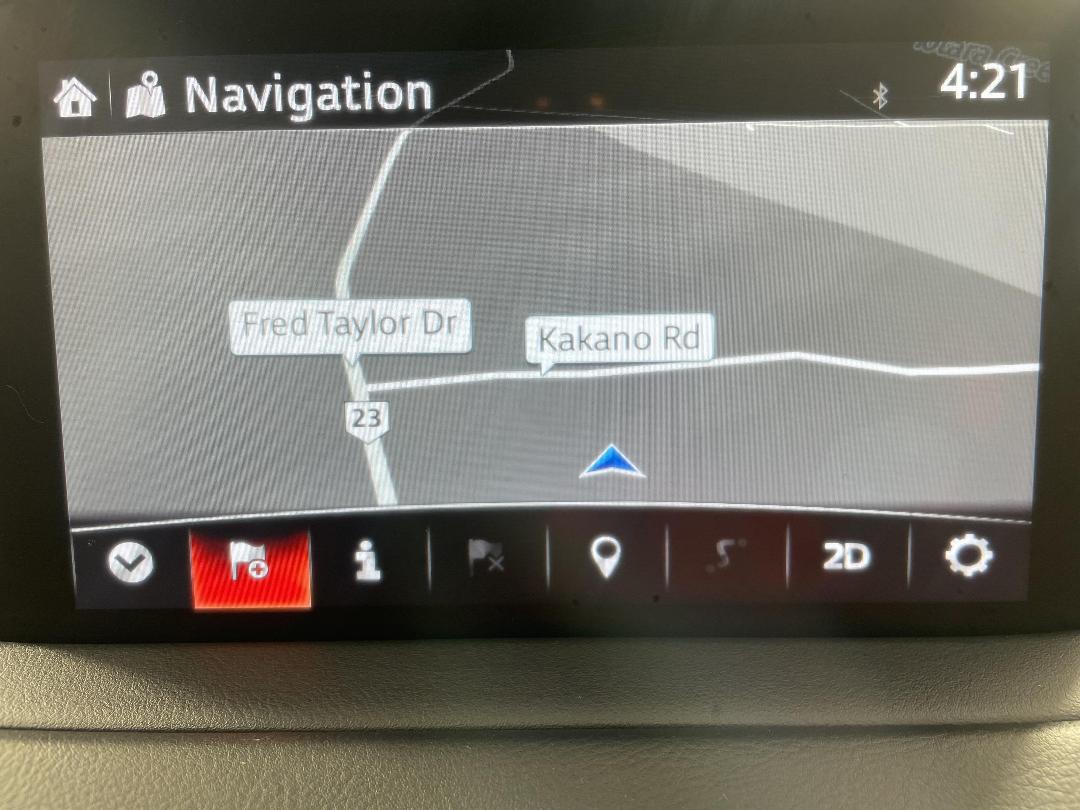 Navigation
4:21
Fred Taylor Dr
Kakano Rd
23
2D